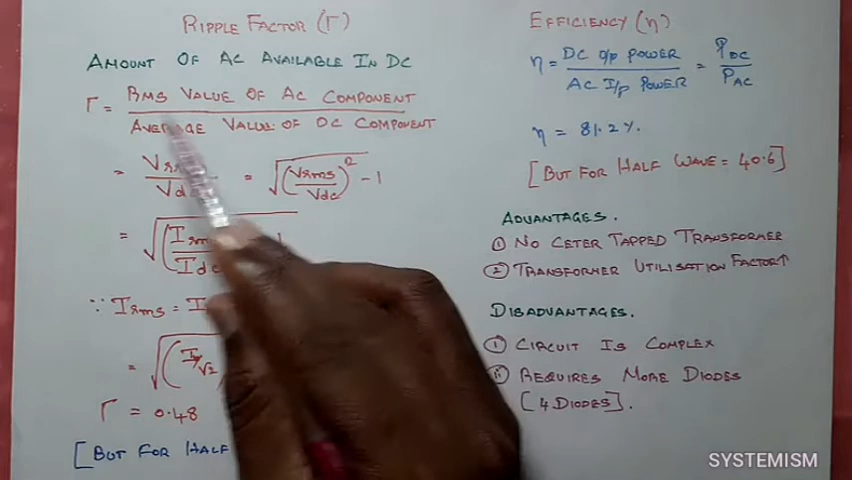 RIPPLE FACTOR (Γ)
AMOUNT OF AC AVAILABLE IN DC
Γ = RMS VALUE OF AC COMPONENT
AVERAGE VALUE OF DC COMPONENT
= = √(Vrms/Vdc)² - 1
= √(I
∵ Irms =
= √(I/√2
Γ = 0.48
[BUT FOR HALF
EFFICIENCY (η)
η = DC O/p POWER / AC I/p POWER = PDC / PAC
η = 81.2 %.
[BUT FOR HALF WAVE = 40.6]
ADVANTAGES.
① NO CETER TAPPED TRANSFORMER
② TRANSFORMER UTILISATION FACTOR↑
DISADVANTAGES.
① CIRCUIT IS COMPLEX
REQUIRES MORE DIODES
[4 DIODES].
SYSTEMISM